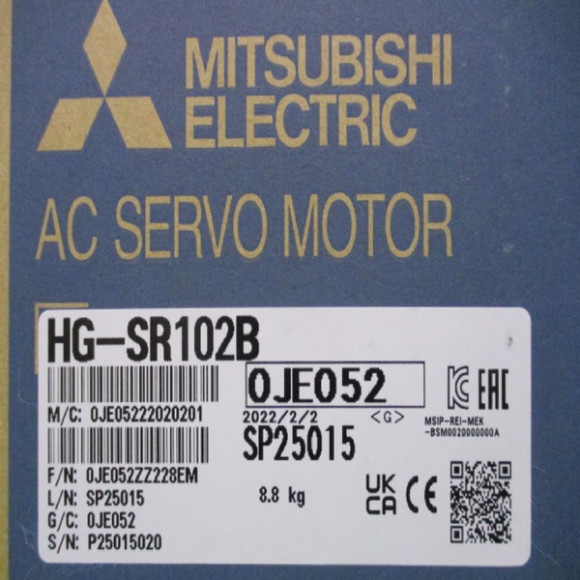 MITSUBISHI
ELECTRIC
AC SERVO MOTOR
HG-SR102B
0JE052
M/C: 0JE05222020201
2022/2/2 <G>
MSIP-REI-MEK
-BSM0020000000A
SP25015
F/N: 0JE052ZZ228EM
L/N: SP25015
8.8 kg
G/C: 0JE052
S/N: P25015020
EAC
UK
CA
CE